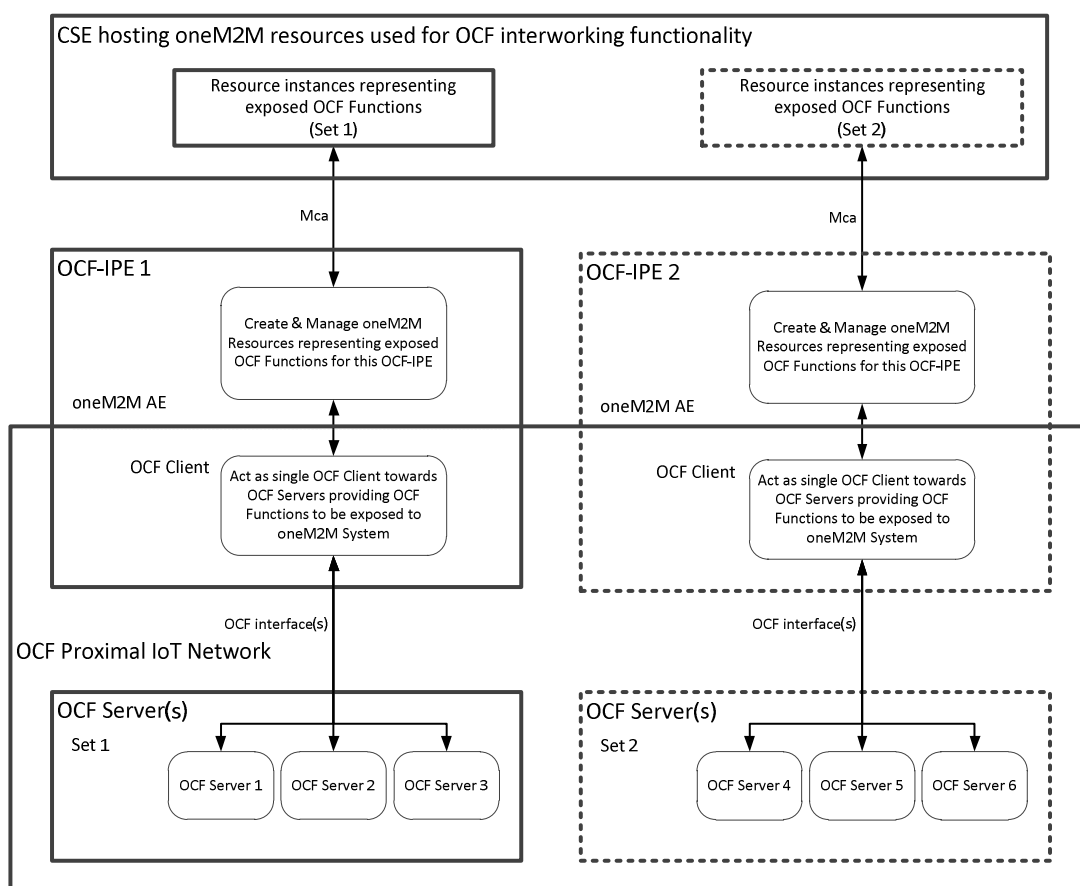 CSE hosting oneM2M resources used for OCF interworking functionality
Resource instances representing
exposed OCF Functions
(Set 1)
Resource instances representing
exposed OCF Functions
(Set 2)
Mca
Mca
OCF-IPE 1
Create & Manage oneM2M
Resources representing exposed
OCF Functions for this OCF-IPE
oneM2M AE
OCF Client
Act as single OCF Client towards
OCF Servers providing OCF
Functions to be exposed to
oneM2M System
OCF-IPE 2
Create & Manage oneM2M
Resources representing exposed
OCF Functions for this OCF-IPE
oneM2M AE
OCF Client
Act as single OCF Client towards
OCF Servers providing OCF
Functions to be exposed to
oneM2M System
OCF interface(s)
OCF interface(s)
OCF Proximal IoT Network
OCF Server(s)
Set 1
OCF Server 1
OCF Server 2
OCF Server 3
OCF Server(s)
Set 2
OCF Server 4
OCF Server 5
OCF Server 6